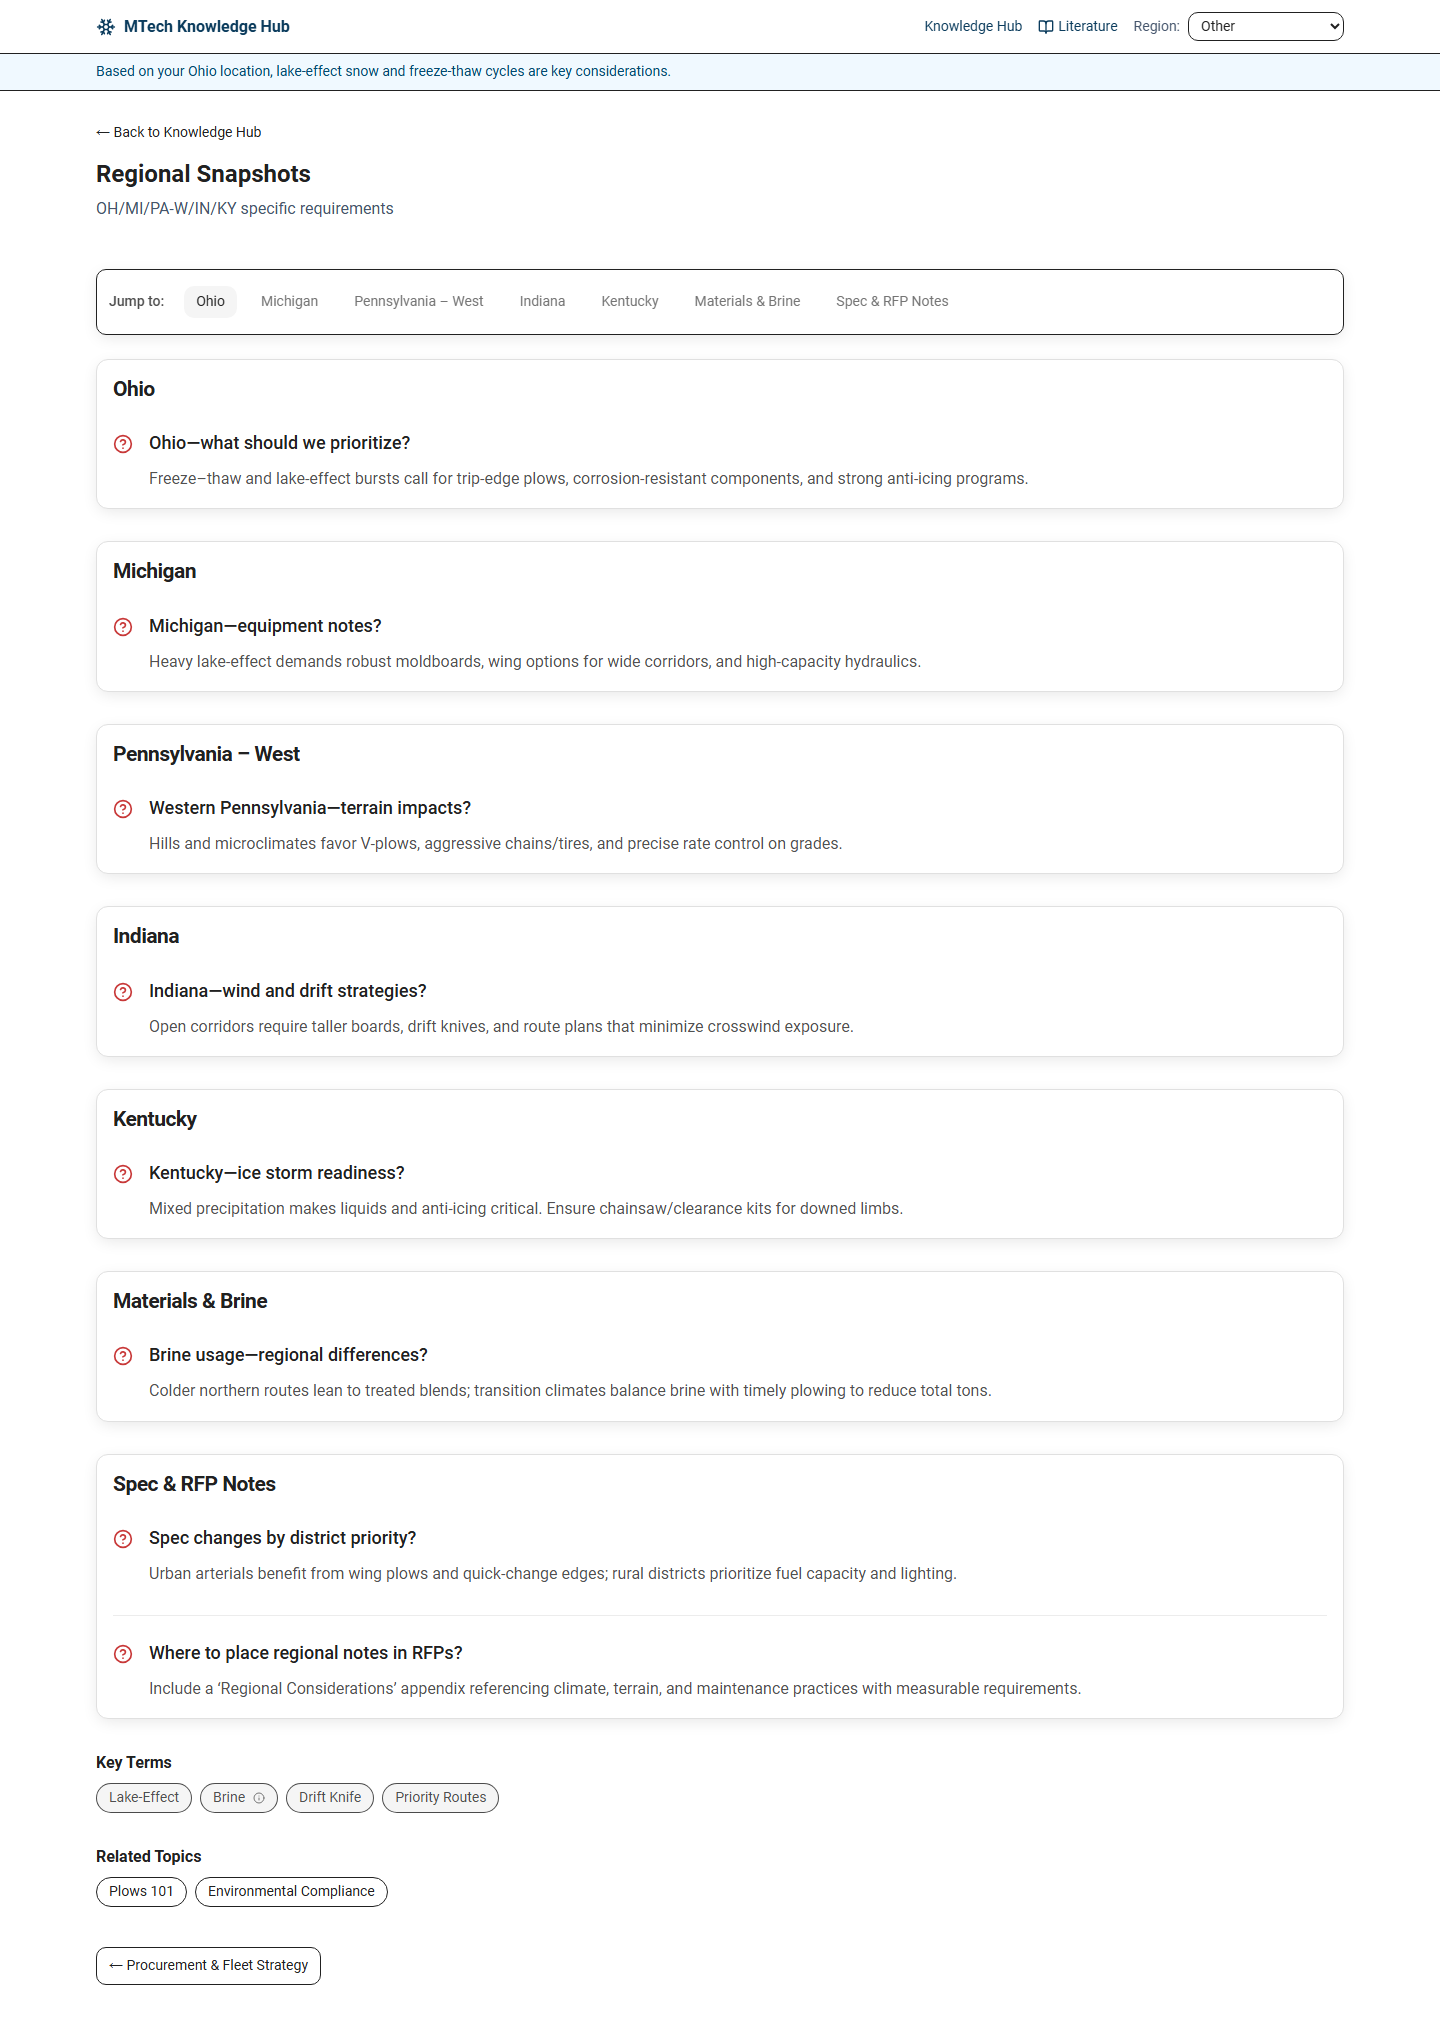 MTech Knowledge Hub
Knowledge Hub
Literature
Region:
Other
Based on your Ohio location, lake-effect snow and freeze-thaw cycles are key considerations.
← Back to Knowledge Hub
Regional Snapshots
OH/MI/PA-W/IN/KY specific requirements
Jump to:
Ohio
Michigan
Pennsylvania – West
Indiana
Kentucky
Materials & Brine
Spec & RFP Notes
Ohio
Ohio—what should we prioritize?
Freeze–thaw and lake-effect bursts call for trip-edge plows, corrosion-resistant components, and strong anti-icing programs.
Michigan
Michigan—equipment notes?
Heavy lake-effect demands robust moldboards, wing options for wide corridors, and high-capacity hydraulics.
Pennsylvania – West
Western Pennsylvania—terrain impacts?
Hills and microclimates favor V-plows, aggressive chains/tires, and precise rate control on grades.
Indiana
Indiana—wind and drift strategies?
Open corridors require taller boards, drift knives, and route plans that minimize crosswind exposure.
Kentucky
Kentucky—ice storm readiness?
Mixed precipitation makes liquids and anti-icing critical. Ensure chainsaw/clearance kits for downed limbs.
Materials & Brine
Brine usage—regional differences?
Colder northern routes lean to treated blends; transition climates balance brine with timely plowing to reduce total tons.
Spec & RFP Notes
Spec changes by district priority?
Urban arterials benefit from wing plows and quick-change edges; rural districts prioritize fuel capacity and lighting.
Where to place regional notes in RFPs?
Include a ‘Regional Considerations’ appendix referencing climate, terrain, and maintenance practices with measurable requirements.
Key Terms
Lake-Effect
Brine
Drift Knife
Priority Routes
Related Topics
Plows 101
Environmental Compliance
← Procurement & Fleet Strategy